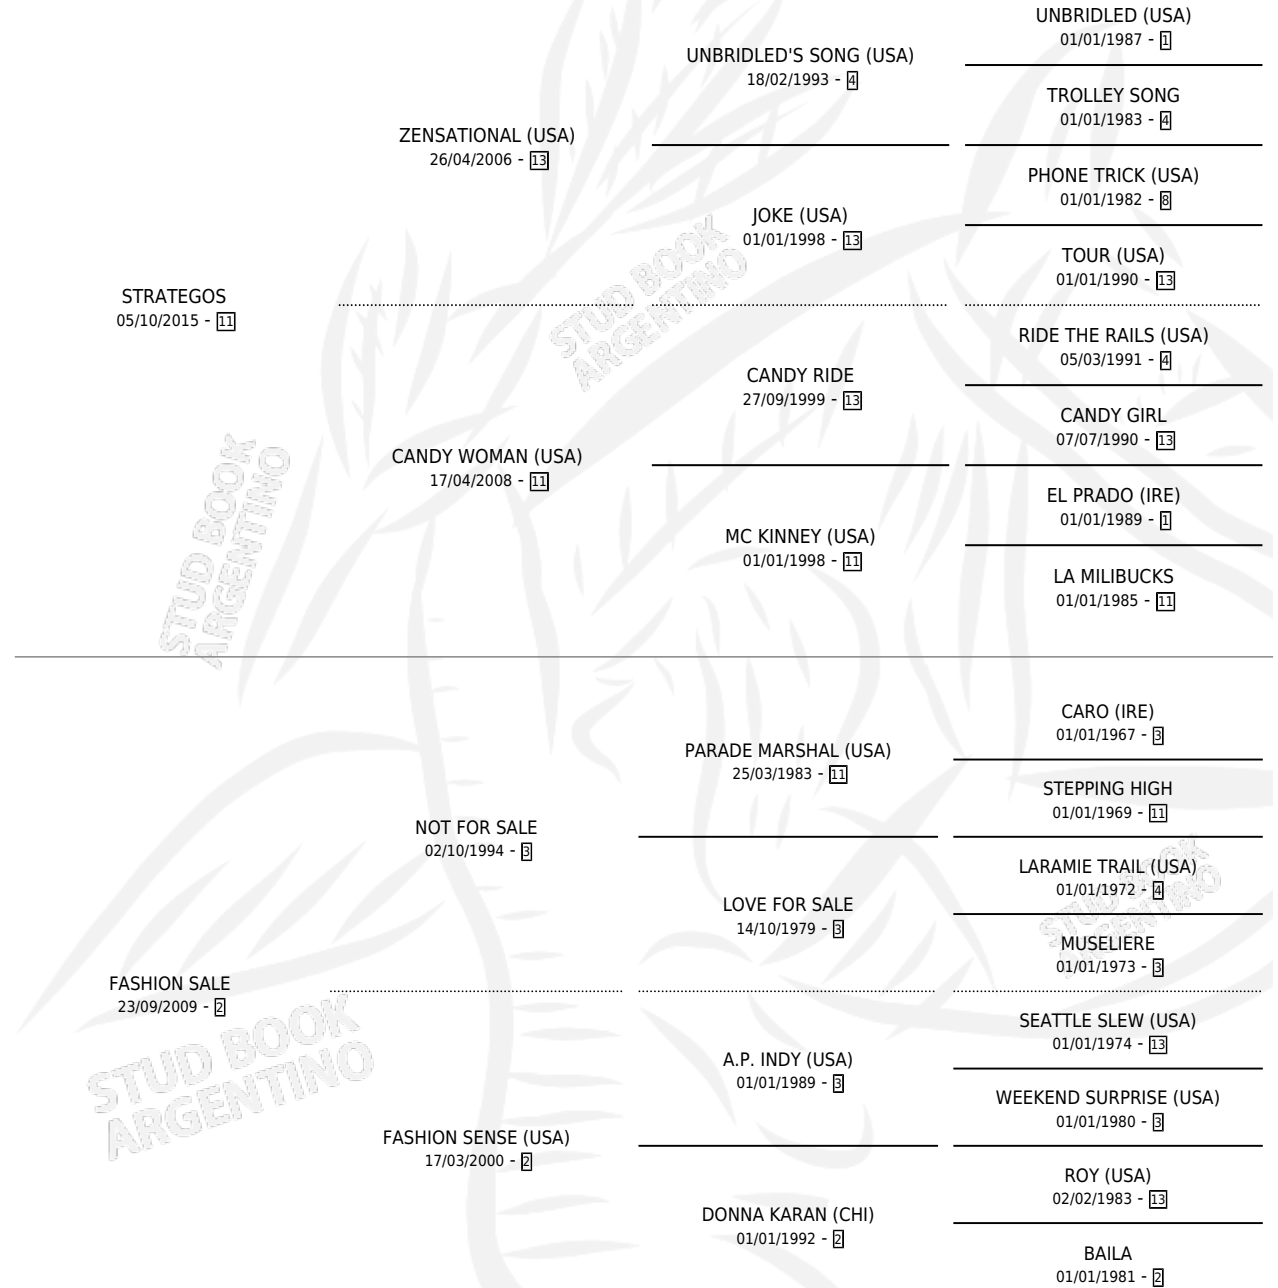 UNBRIDLED (USA)
01/01/1987 - 1
UNBRIDLED'S SONG (USA)
18/02/1993 - 4
TROLLEY SONG
01/01/1983 - 4
ZENSATIONAL (USA)
26/04/2006 - 13
PHONE TRICK (USA)
01/01/1982 - 8
JOKE (USA)
01/01/1998 - 13
TOUR (USA)
01/01/1990 - 13
STUD BOOK
ARGENTINO
STRATEGOS
05/10/2015 - 11
RIDE THE RAILS (USA)
05/03/1991 - 4
CANDY RIDE
27/09/1999 - 13
CANDY GIRL
07/07/1990 - 13
CANDY WOMAN (USA)
17/04/2008 - 11
EL PRADO (IRE)
01/01/1989 - 1
MC KINNEY (USA)
01/01/1998 - 11
LA MILIBUCKS
01/01/1985 - 11
STUD BOOK
ARGENTINO
CARO (IRE)
01/01/1967 - 3
PARADE MARSHAL (USA)
25/03/1983 - 11
STEPPING HIGH
01/01/1969 - 11
NOT FOR SALE
02/10/1994 - 3
LARAMIE TRAIL (USA)
01/01/1972 - 4
LOVE FOR SALE
14/10/1979 - 3
MUSELIERE
01/01/1973 - 3
STUD BOOK
ARGENTINO
FASHION SALE
23/09/2009 - 2
SEATTLE SLEW (USA)
01/01/1974 - 13
A.P. INDY (USA)
01/01/1989 - 3
WEEKEND SURPRISE (USA)
01/01/1980 - 3
STUD BOOK
ARGENTINO
FASHION SENSE (USA)
17/03/2000 - 2
ROY (USA)
02/02/1983 - 13
DONNA KARAN (CHI)
01/01/1992 - 2
BAILA
01/01/1981 - 2